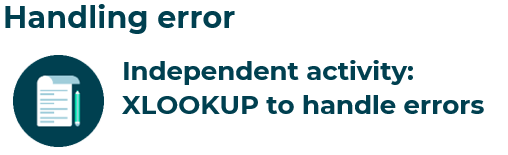 Handling error
Independent activity:
XLOOKUP to handle errors